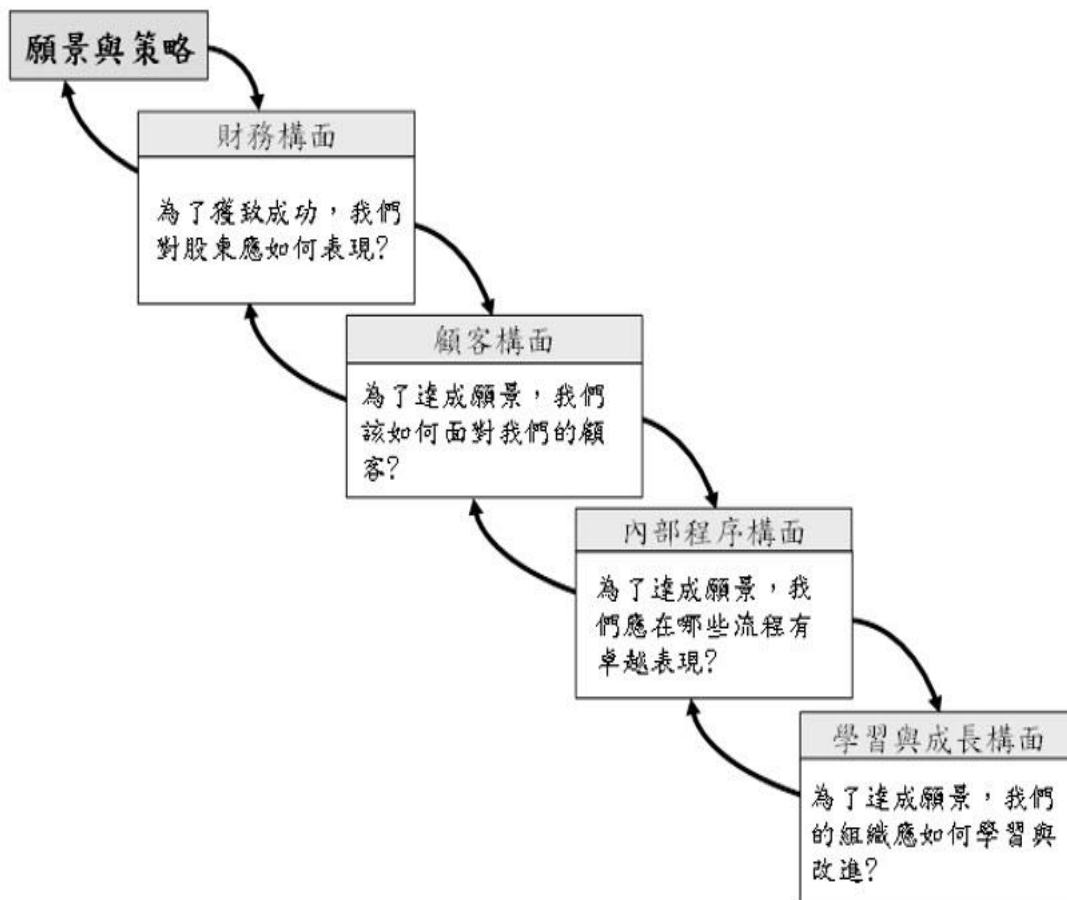 願景與策略
財務構面
為了獲致成功，我們
對股東應如何表現?
顧客構面
為了達成願景，我們
該如何面對我們的顧
客?
內部程序構面
為了達成願景，我
們應在哪些流程有
卓越表現?
學習與成長構面
為了達成願景，我們
的組織應如何學習與
改進?